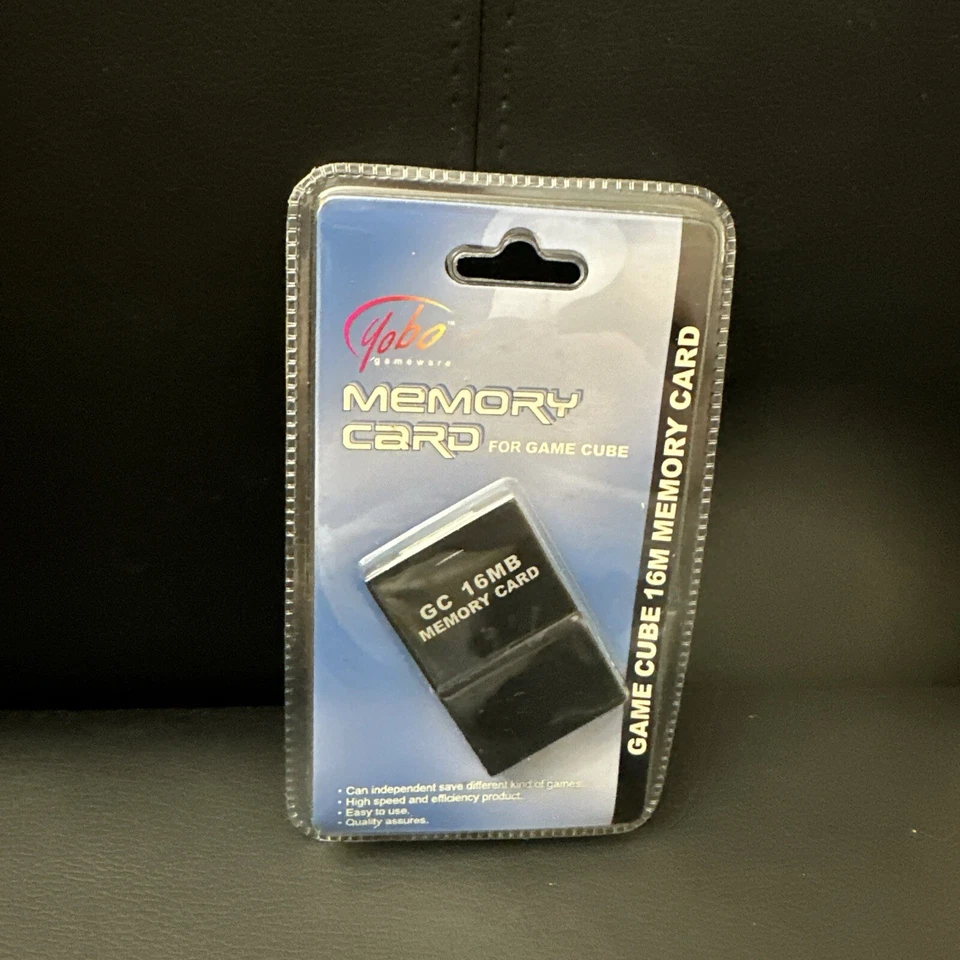 yobo™
gameware
MEMORY
CARD FOR GAME CUBE
GC 16MB
MEMORY CARD
GAME CUBE 16M MEMORY CARD
• Can independent save different kind of games.
• High speed and efficiency product.
• Easy to use.
• Quality assures.